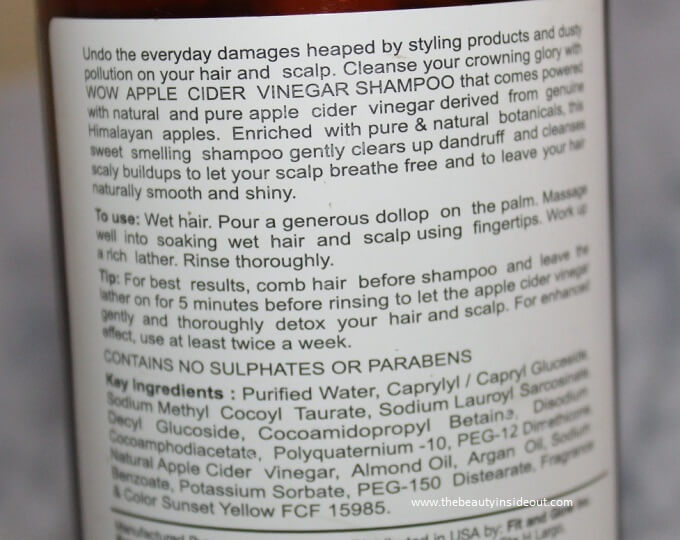 Undo the everyday damages heaped by styling products and dusty
pollution on your hair and scalp. Cleanse your crowning glory with
WOW APPLE CIDER VINEGAR SHAMPOO that comes powered
with natural and pure apple cider vinegar derived from genuine
Himalayan apples. Enriched with pure & natural botanicals, this
sweet smelling shampoo gently clears up dandruff and cleanses
scaly buildups to let your scalp breathe free and to leave your hair
naturally smooth and shiny.
To use: Wet hair. Pour a generous dollop on the palm. Massage
well into soaking wet hair and scalp using fingertips. Work up
a rich lather. Rinse thoroughly.
Tip: For best results, comb hair before shampoo and leave the
lather on for 5 minutes before rinsing to let the apple cider vinegar
gently and thoroughly detox your hair and scalp. For enhanced
effect, use at least twice a week.
CONTAINS NO SULPHATES OR PARABENS
Key Ingredients : Purified Water, Caprylyl / Capryl Glucoside,
Sodium Methyl Cocoyl Taurate, Sodium Lauroyl Sarcosinate,
Decyl Glucoside, Cocoamidopropyl Betaine, Disodium
Cocoamphodiacetate, Polyquaternium -10, PEG-12 Dimethicone,
Natural Apple Cider Vinegar, Almond Oil, Argan Oil, Sodium
Benzoate, Potassium Sorbate, PEG-150 Distearate, Fragrance
& Color Sunset Yellow FCF 15985.
www.thebeautyinsideout.com
Manufactured in USA by: Fit and